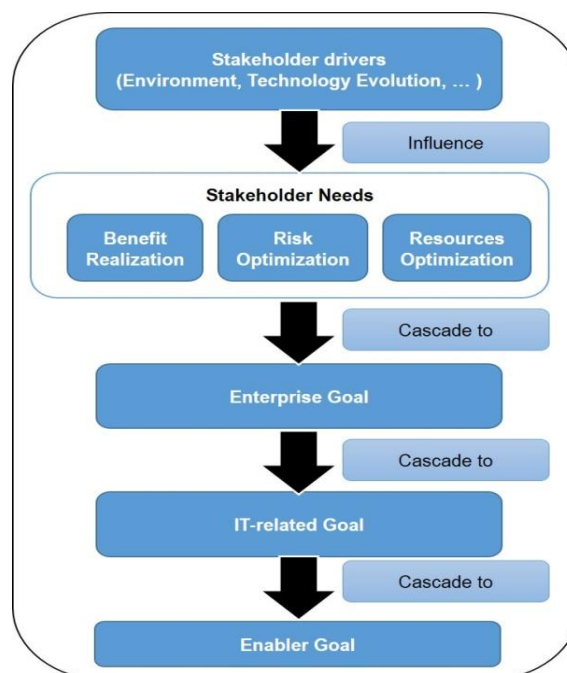 Stakeholder drivers
(Environment, Technology Evolution, ... )
Influence
Stakeholder Needs
Benefit
Realization
Risk
Optimization
Resources
Optimization
Cascade to
Enterprise Goal
Cascade to
IT-related Goal
Cascade to
Enabler Goal